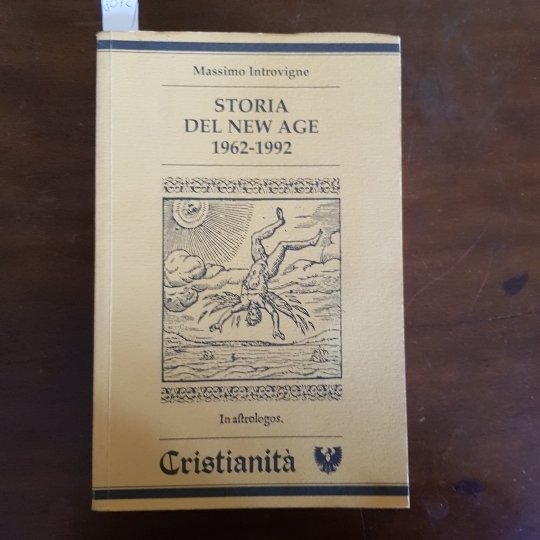 Massimo Introvigne
STORIA
DEL NEW AGE
1962-1992
In astrologos.
Cristianità